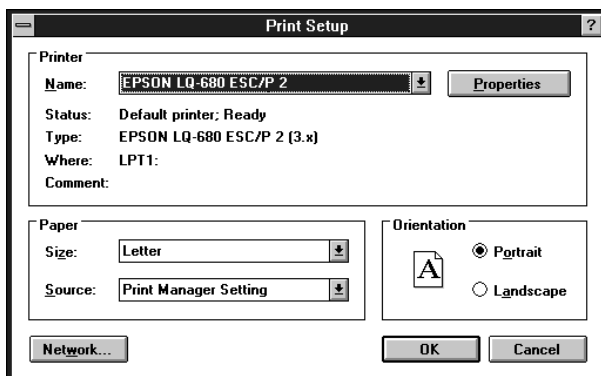 Print Setup ?
Printer
Name: EPSON LQ-680 ESC/P 2 Properties
Status: Default printer; Ready
Type: EPSON LQ-680 ESC/P 2 (3.x)
Where: LPT1:
Comment:
Paper
Size: Letter
Source: Print Manager Setting
Orientation
A Portrait
Landscape
Network... OK Cancel